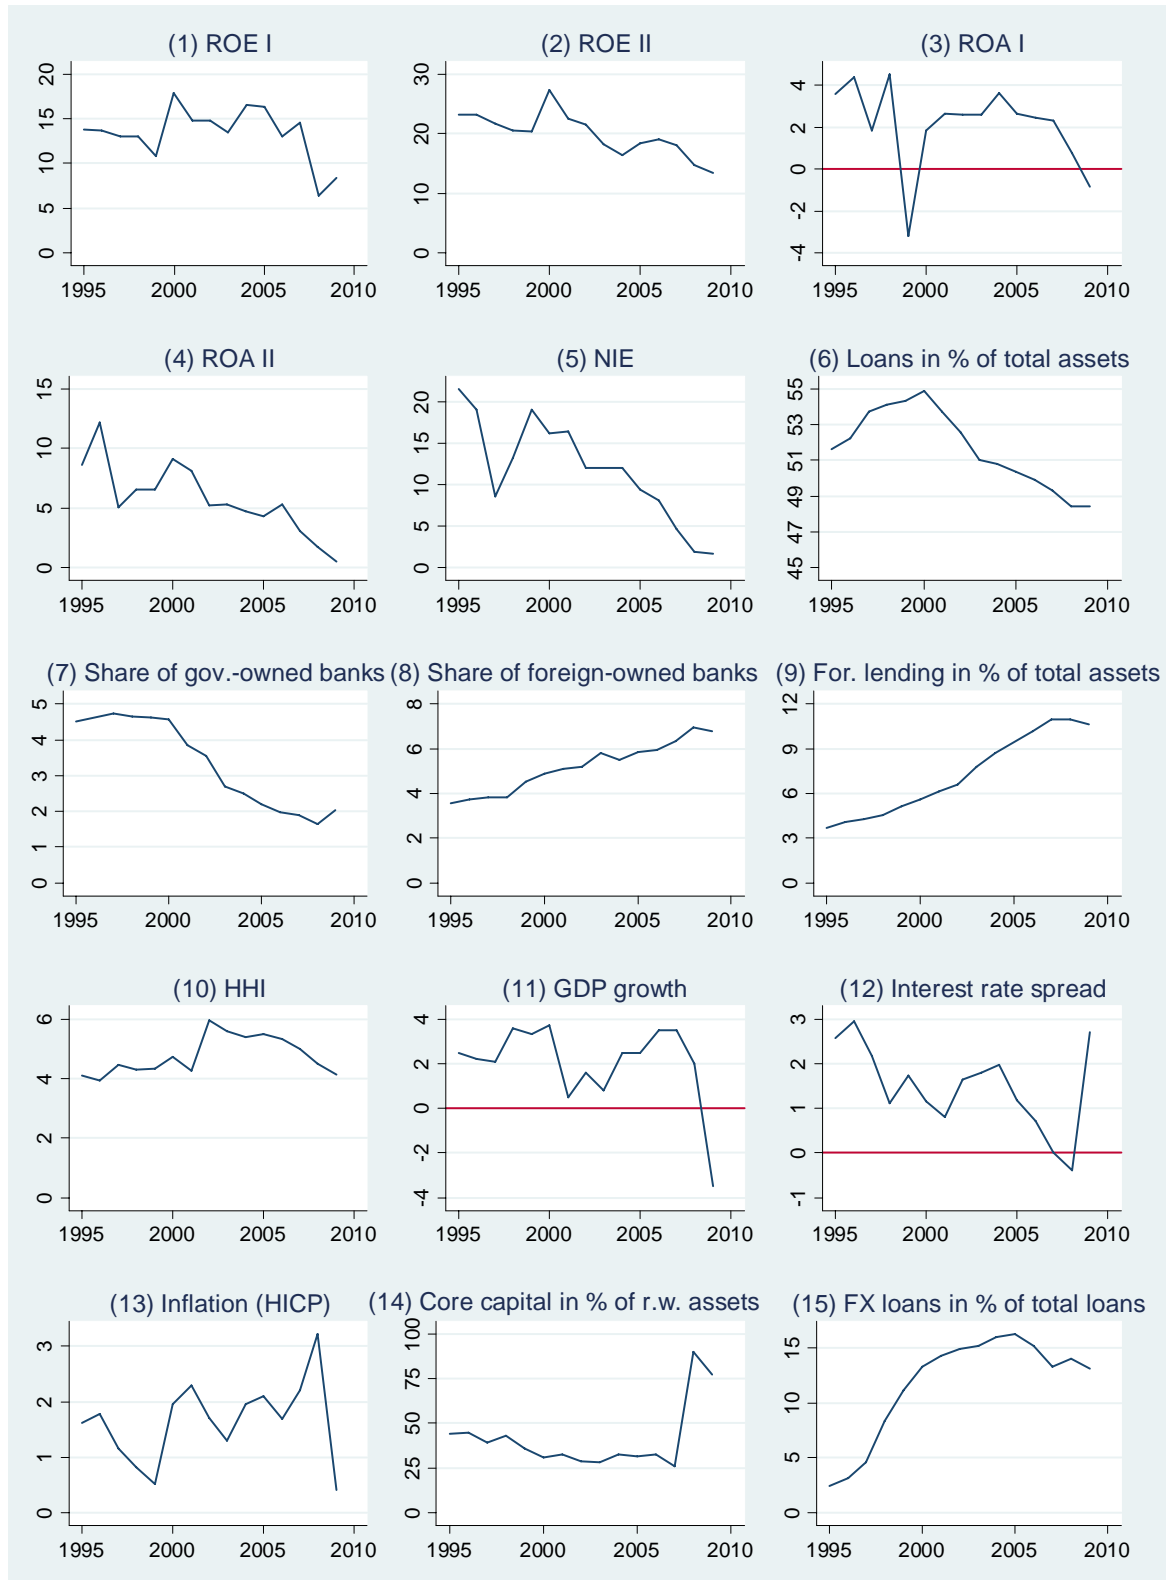 (1) ROE I
20
15
10
5
0
1995 2000 2005 2010
(2) ROE II
30
20
10
0
1995 2000 2005 2010
(3) ROA I
4
2
0
-2
-4
1995 2000 2005 2010
(4) ROA II
15
10
5
0
1995 2000 2005 2010
(5) NIE
20
15
10
5
0
1995 2000 2005 2010
(6) Loans in % of total assets
55
53
51
49
47
45
1995 2000 2005 2010
(7) Share of gov.-owned banks
5
4
3
2
1
0
1995 2000 2005 2010
(8) Share of foreign-owned banks
8
6
4
2
0
1995 2000 2005 2010
(9) For. lending in % of total assets
12
9
6
3
0
1995 2000 2005 2010
(10) HHI
6
4
2
0
1995 2000 2005 2010
(11) GDP growth
4
2
0
-2
-4
1995 2000 2005 2010
(12) Interest rate spread
3
2
1
0
-1
1995 2000 2005 2010
(13) Inflation (HICP)
3
2
1
0
1995 2000 2005 2010
(14) Core capital in % of r.w. assets
100
75
50
25
0
1995 2000 2005 2010
(15) FX loans in % of total loans
15
10
5
0
1995 2000 2005 2010